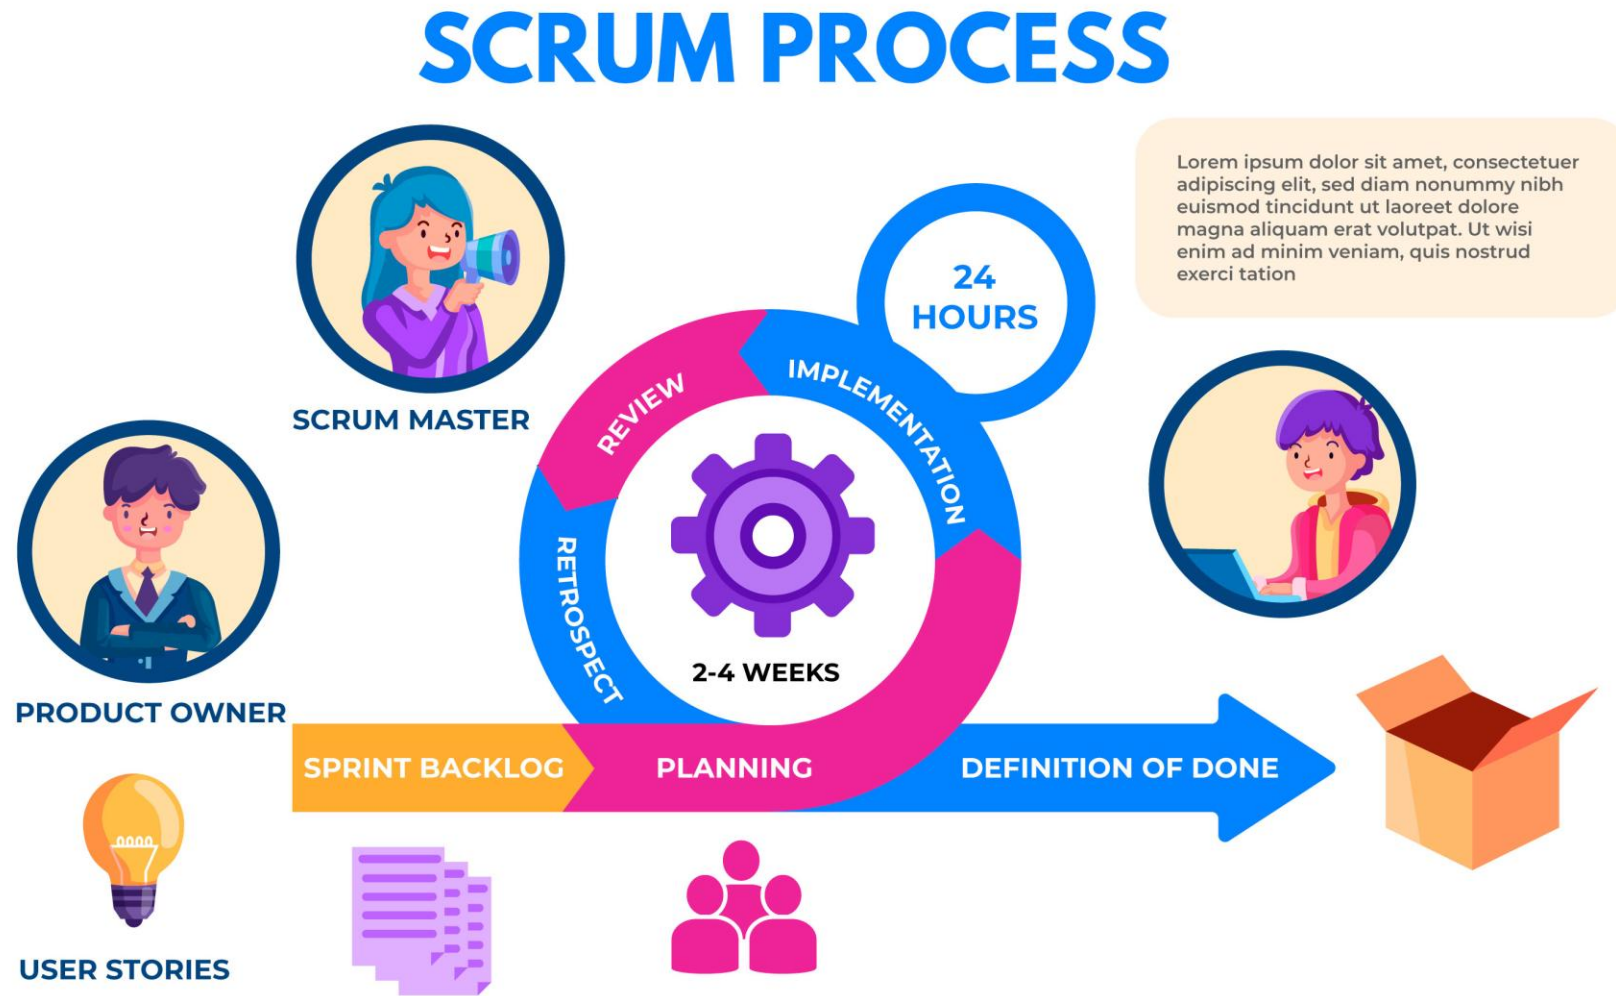 SCRUM PROCESS
Lorem ipsum dolor sit amet, consectetuer
adipiscing elit, sed diam nonummy nibh
euismod tincidunt ut laoreet dolore
magna aliquam erat volutpat. Ut wisi
enim ad minim veniam, quis nostrud
exerci tation
24
HOURS
SCRUM MASTER
REVIEW
IMPLEMENTATION
RETROSPECT
2-4 WEEKS
PRODUCT OWNER
SPRINT BACKLOG
PLANNING
DEFINITION OF DONE
USER STORIES